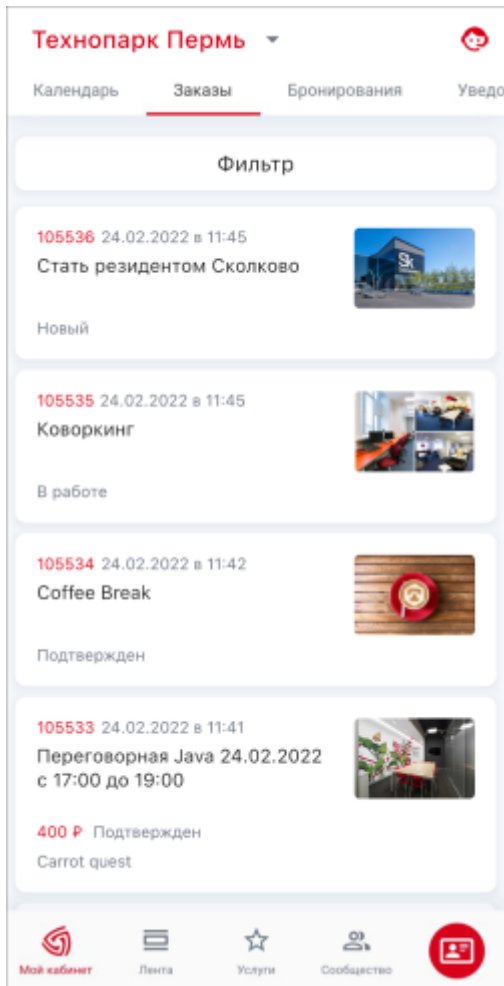 Технопарк Пермь
Календарь Заказы Бронирования Уведо
Фильтр
105536 24.02.2022 в 11:45
Стать резидентом Сколково
Sk
Новый
105535 24.02.2022 в 11:45
Коворкинг
В работе
105534 24.02.2022 в 11:42
Coffee Break
Подтвержден
105533 24.02.2022 в 11:41
Переговорная Java 24.02.2022
с 17:00 до 19:00
400 ₽ Подтвержден
Carrot quest
Мой кабинет Лента Услуги Сообщество